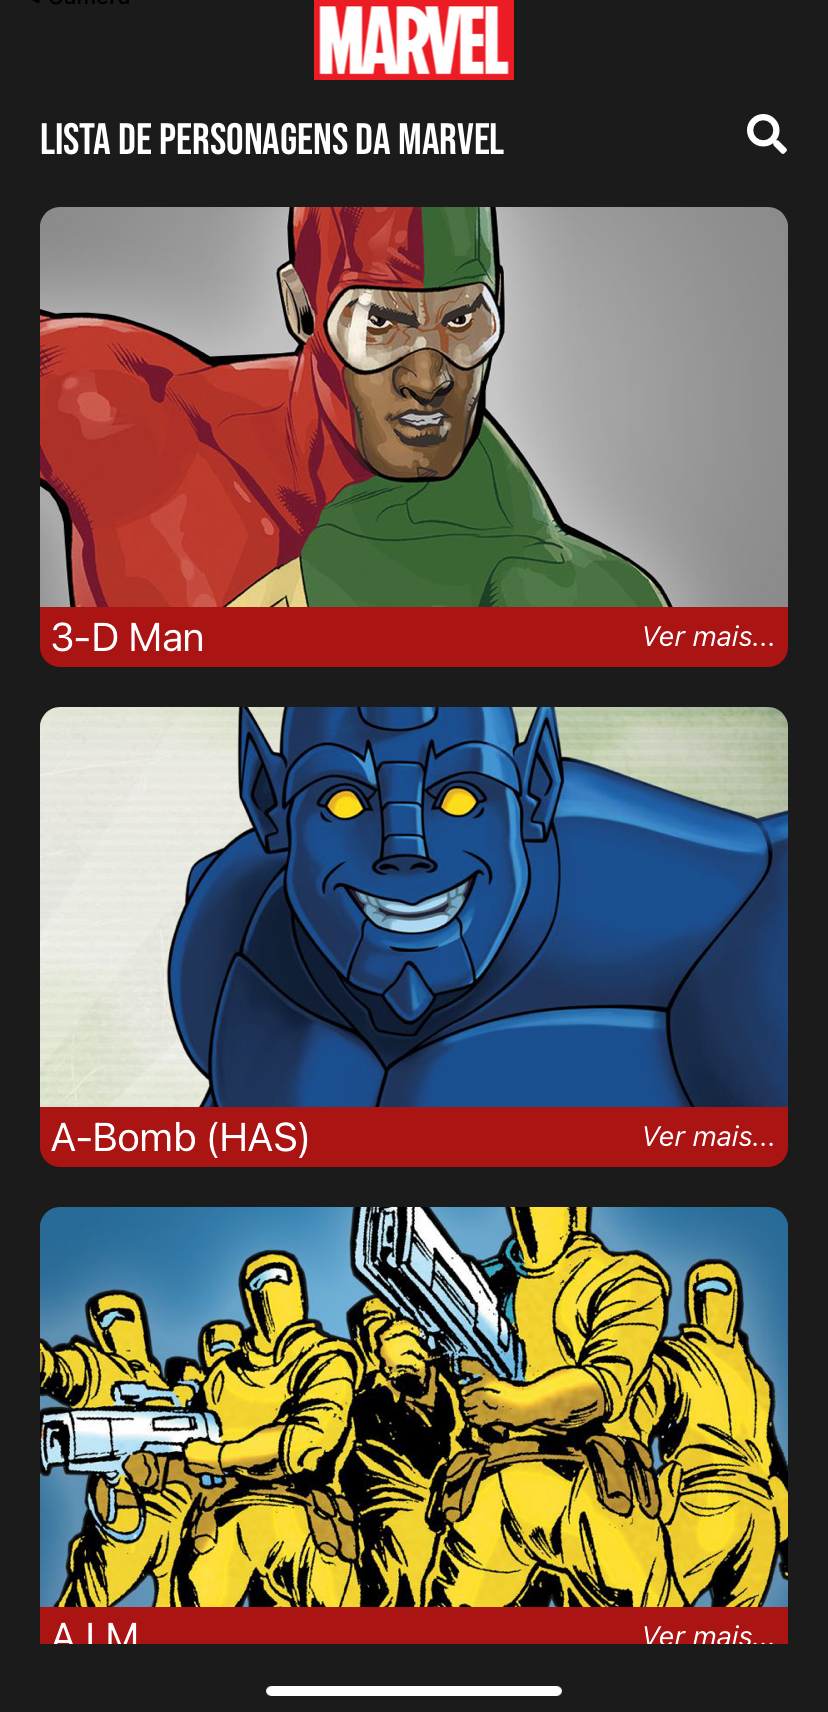 MARVEL
LISTA DE PERSONAGENS DA MARVEL
3-D Man
Ver mais...
A-Bomb (HAS)
Ver mais...
A.I.M.
Ver mais...